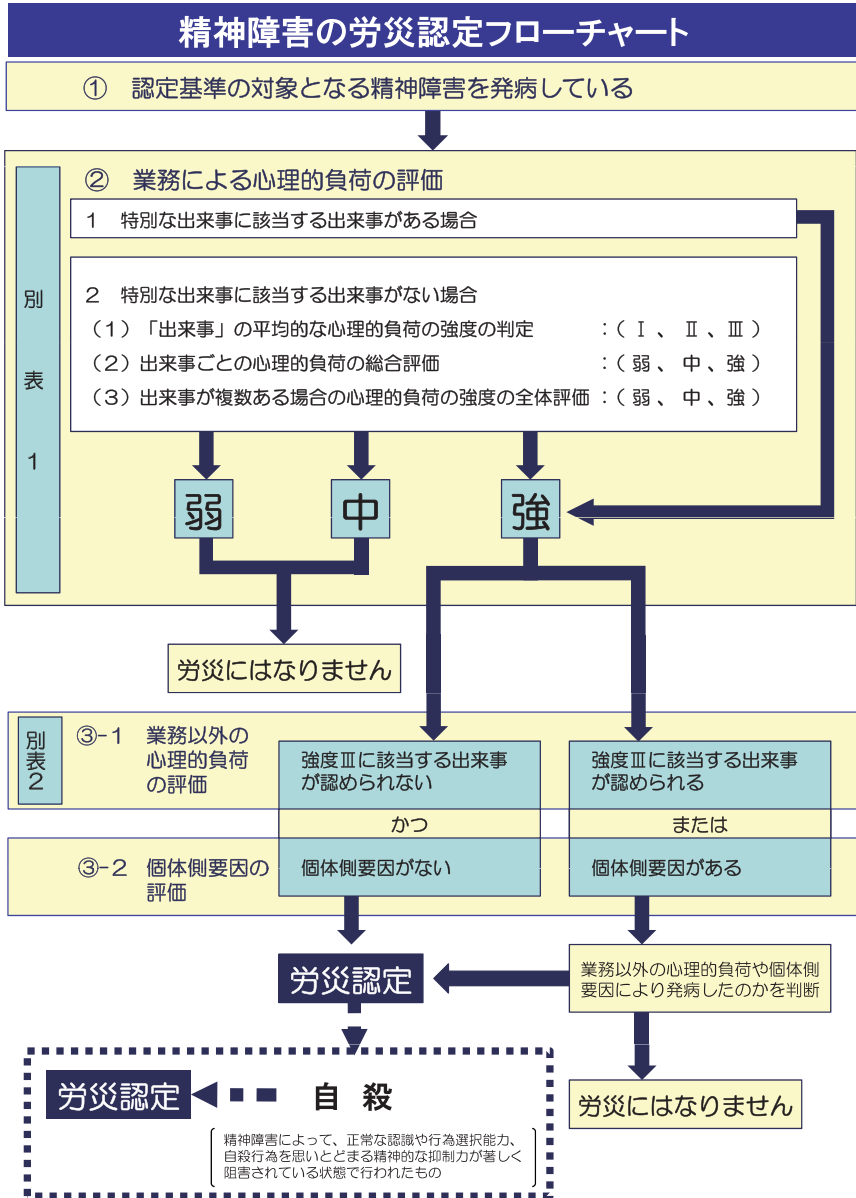 精神障害の労災認定フローチャート
① 認定基準の対象となる精神障害を発病している
別表1
② 業務による心理的負荷の評価
1 特別な出来事に該当する出来事がある場合
2 特別な出来事に該当する出来事がない場合
(1)「出来事」の平均的な心理的負荷の強度の判定 :( Ⅰ 、 Ⅱ 、 Ⅲ )
(2)出来事ごとの心理的負荷の総合評価 :( 弱 、 中 、 強 )
(3)出来事が複数ある場合の心理的負荷の強度の全体評価 :( 弱 、 中 、 強 )
弱 中 強
労災にはなりません
別表2
③-1 業務以外の
心理的負荷
の評価
強度Ⅲに該当する出来事
が認められない
強度Ⅲに該当する出来事
が認められる
かつ
または
③-2 個体側要因の
評価
個体側要因がない
個体側要因がある
労災認定
業務以外の心理的負荷や個体側
要因により発病したのかを判断
労災認定
自 殺
精神障害によって、正常な認識や行為選択能力、
自殺行為を思いとどまる精神的な抑制力が著しく
阻害されている状態で行われたもの
労災にはなりません